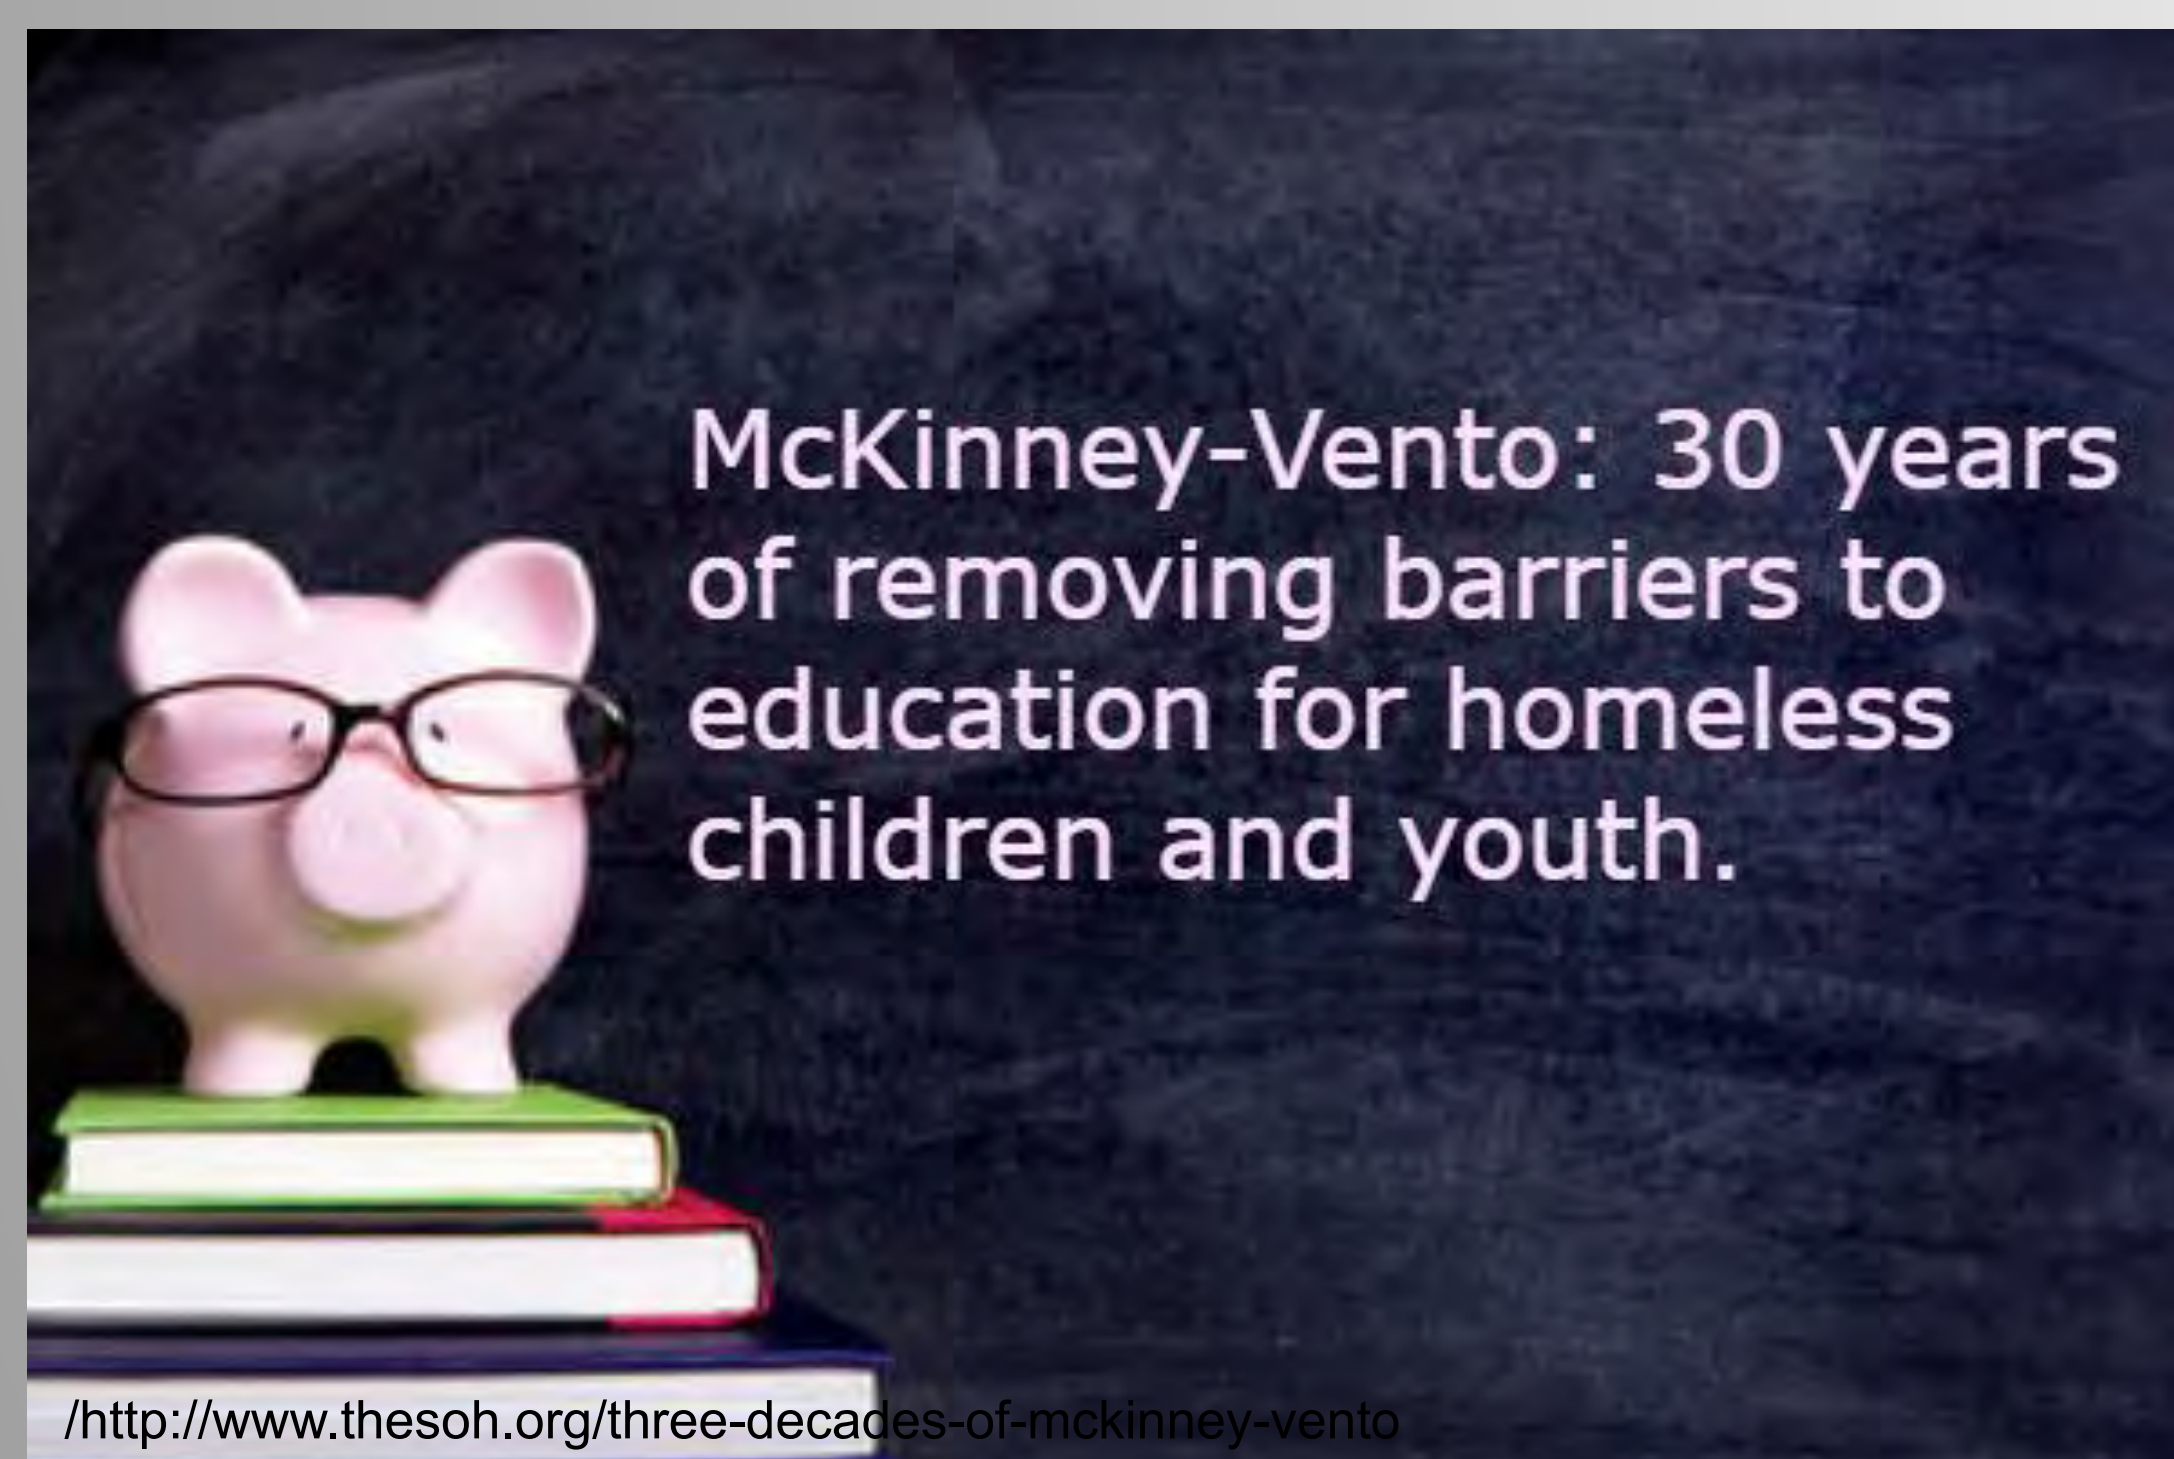 McKinney-Vento: 30 years
of removing barriers to
education for homeless
children and youth.
/http://www.thesoh.org/three-decades-of-mckinney-vento